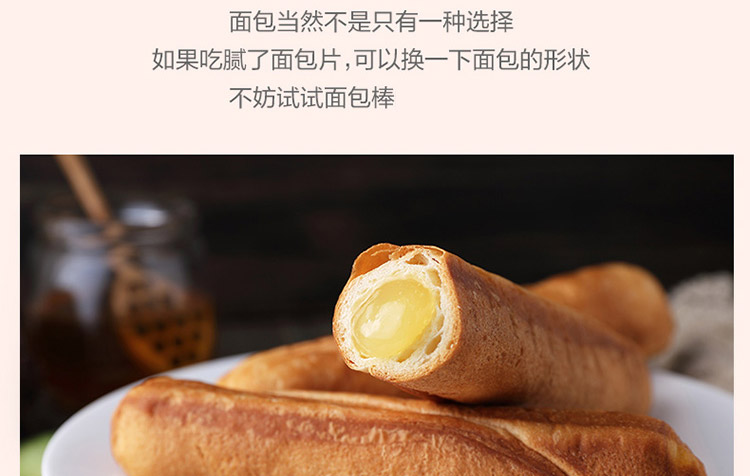 面包当然不是只有一种选择
如果吃腻了面包片,可以换一下面包的形状
不妨试试面包棒